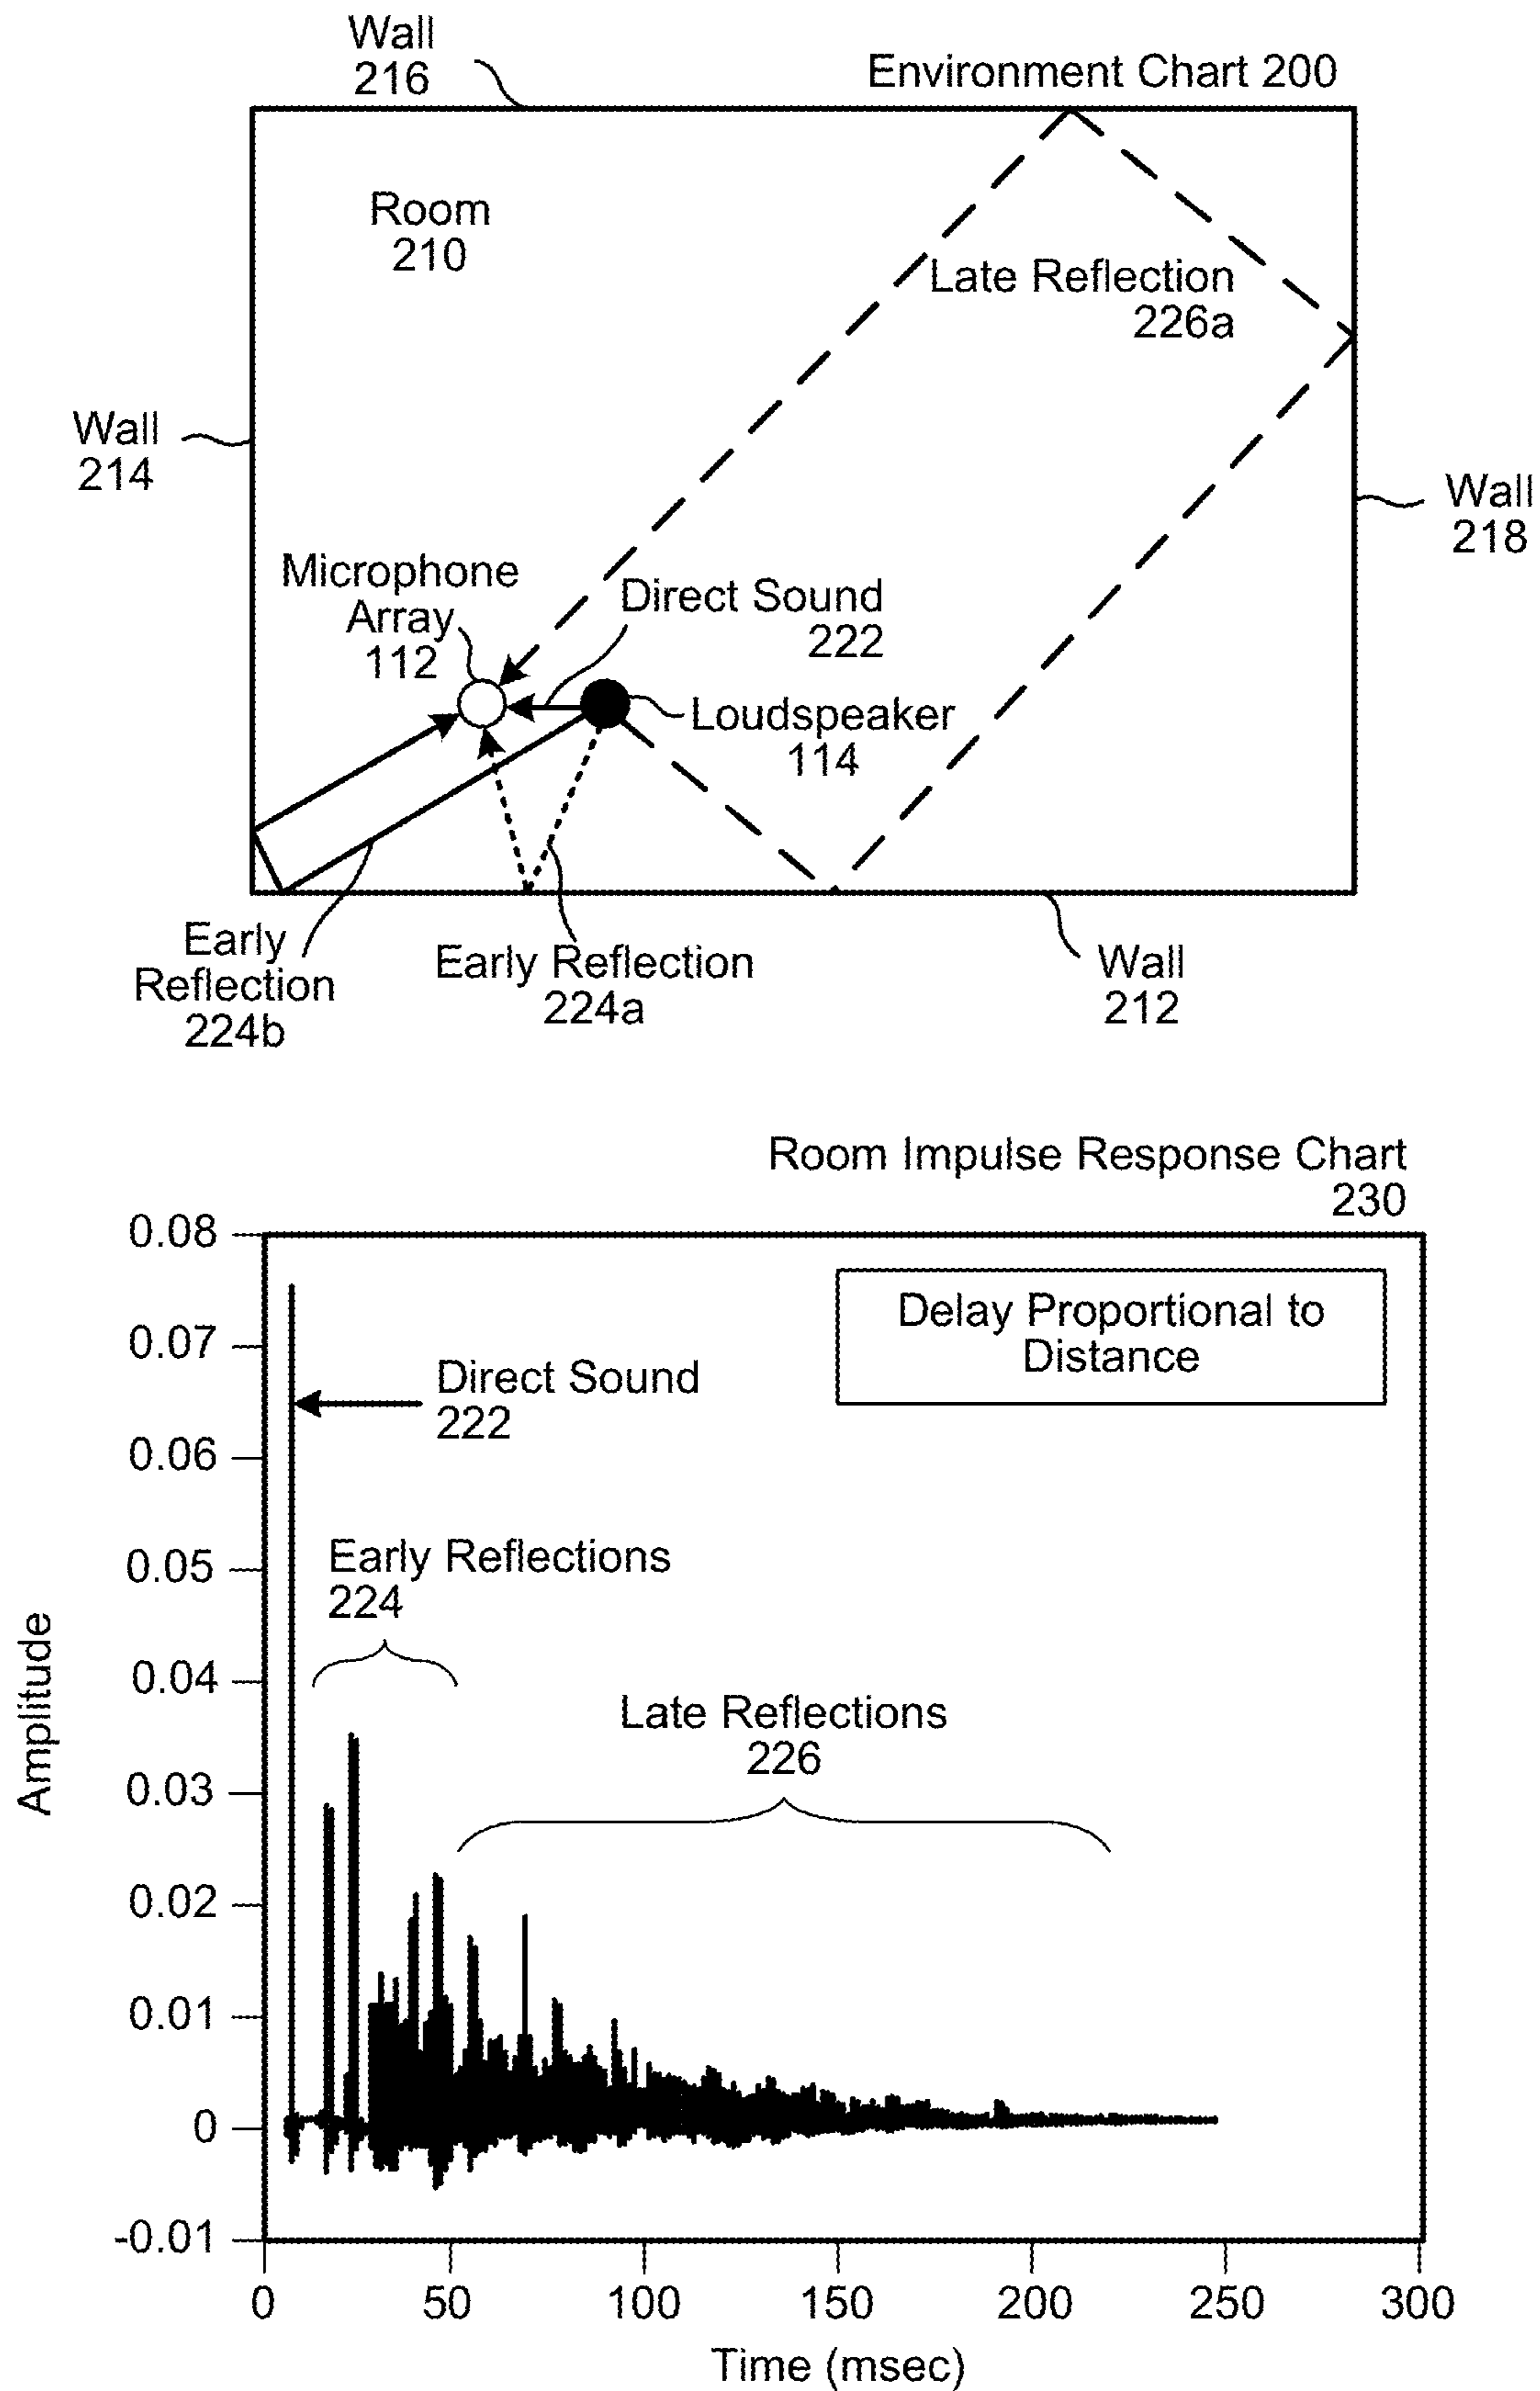 Wall
216
Environment Chart 200
Room
210
Late Reflection
226a
Wall
214
Wall
218
Microphone
Array
112
Direct Sound
222
Loudspeaker
114
Early
Reflection
224b
Early Reflection
224a
Wall
212
Room Impulse Response Chart
230
0.08
0.07
0.06
0.05
0.04
0.03
0.02
0.01
0
-0.01
Amplitude
Delay Proportional to
Distance
Direct Sound
222
Early Reflections
224
Late Reflections
226
0 50 100 150 200 250 300
Time (msec)